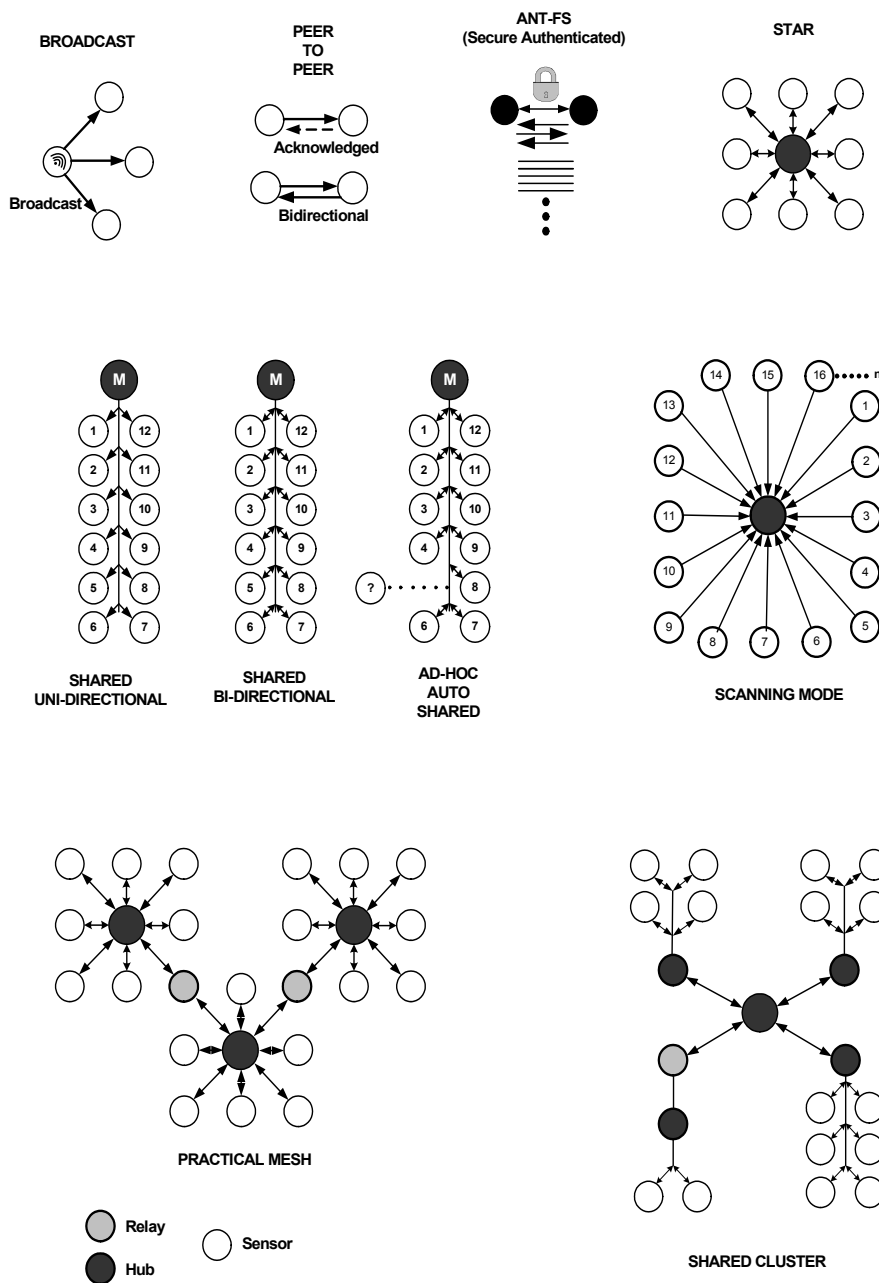 BROADCAST
Broadcast
PEER
TO
PEER
Acknowledged
Bidirectional
ANT-FS
(Secure Authenticated)
STAR
M
1 12
2 11
3 10
4 9
5 8
6 7
SHARED
UNI-DIRECTIONAL
M
1 12
2 11
3 10
4 9
5 8
6 7
SHARED
BI-DIRECTIONAL
M
1 12
2 11
3 10
4 9
? 8
6 7
AD-HOC
AUTO
SHARED
14 15 16 n
13 1
12 2
11 3
10 4
9 5
8 7 6
SCANNING MODE
PRACTICAL MESH
Relay
Sensor
Hub
SHARED CLUSTER